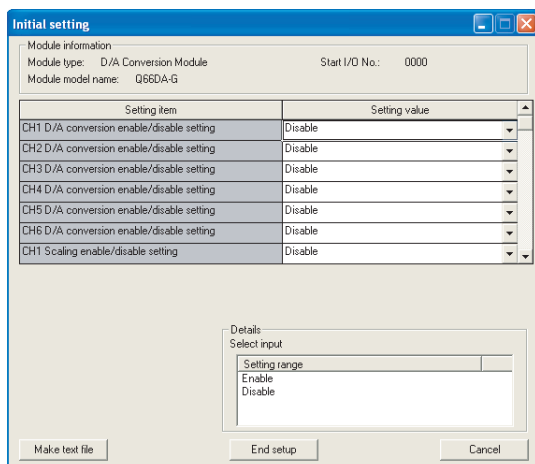 Initial setting
Module information
Module type: D/A Conversion Module Start I/O No.: 0000
Module model name: Q66DA-G
Setting item Setting value
CH1 D/A conversion enable/disable setting Disable
CH2 D/A conversion enable/disable setting Disable
CH3 D/A conversion enable/disable setting Disable
CH4 D/A conversion enable/disable setting Disable
CH5 D/A conversion enable/disable setting Disable
CH6 D/A conversion enable/disable setting Disable
CH1 Scaling enable/disable setting Disable
Details
Select input
Setting range
Enable
Disable
Make text file End setup Cancel